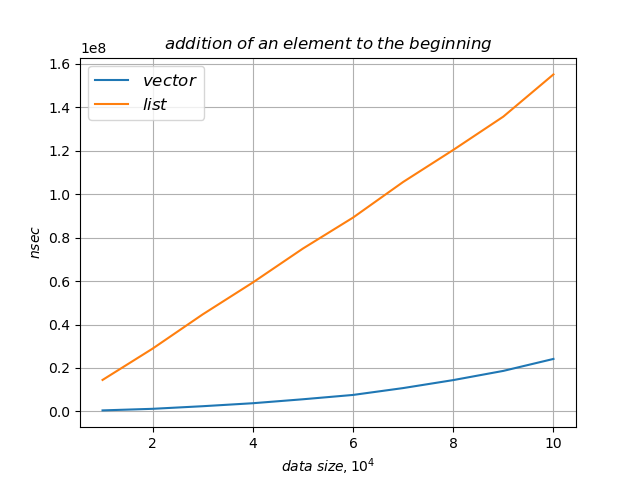 addition of an element to the beginning
1e8
1.6
1.4
1.2
1.0
0.8
0.6
0.4
0.2
0.0
nsec
vector
list
2
4
6
8
10
data size, 10^4